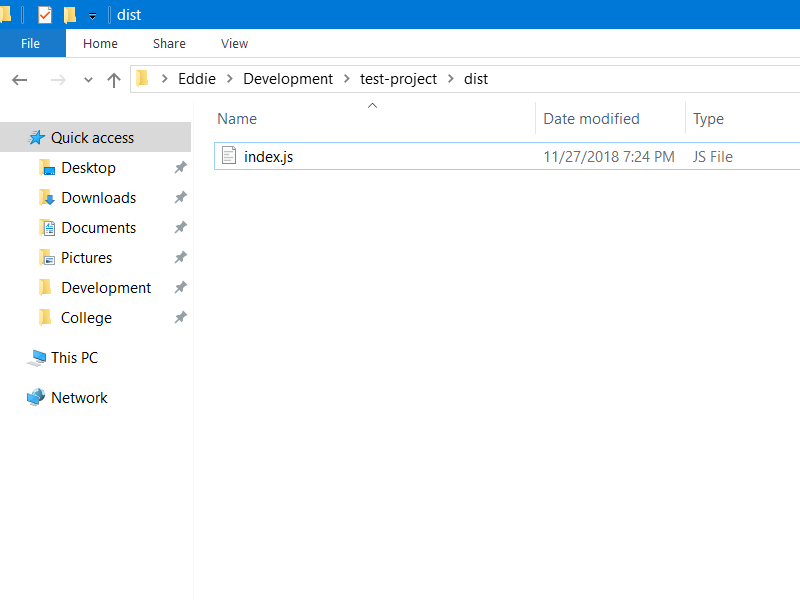 dist
File Home Share View
Eddie Development test-project dist
Name Date modified Type
index.js 11/27/2018 7:24 PM JS File
Quick access
Desktop
Downloads
Documents
Pictures
Development
College
This PC
Network